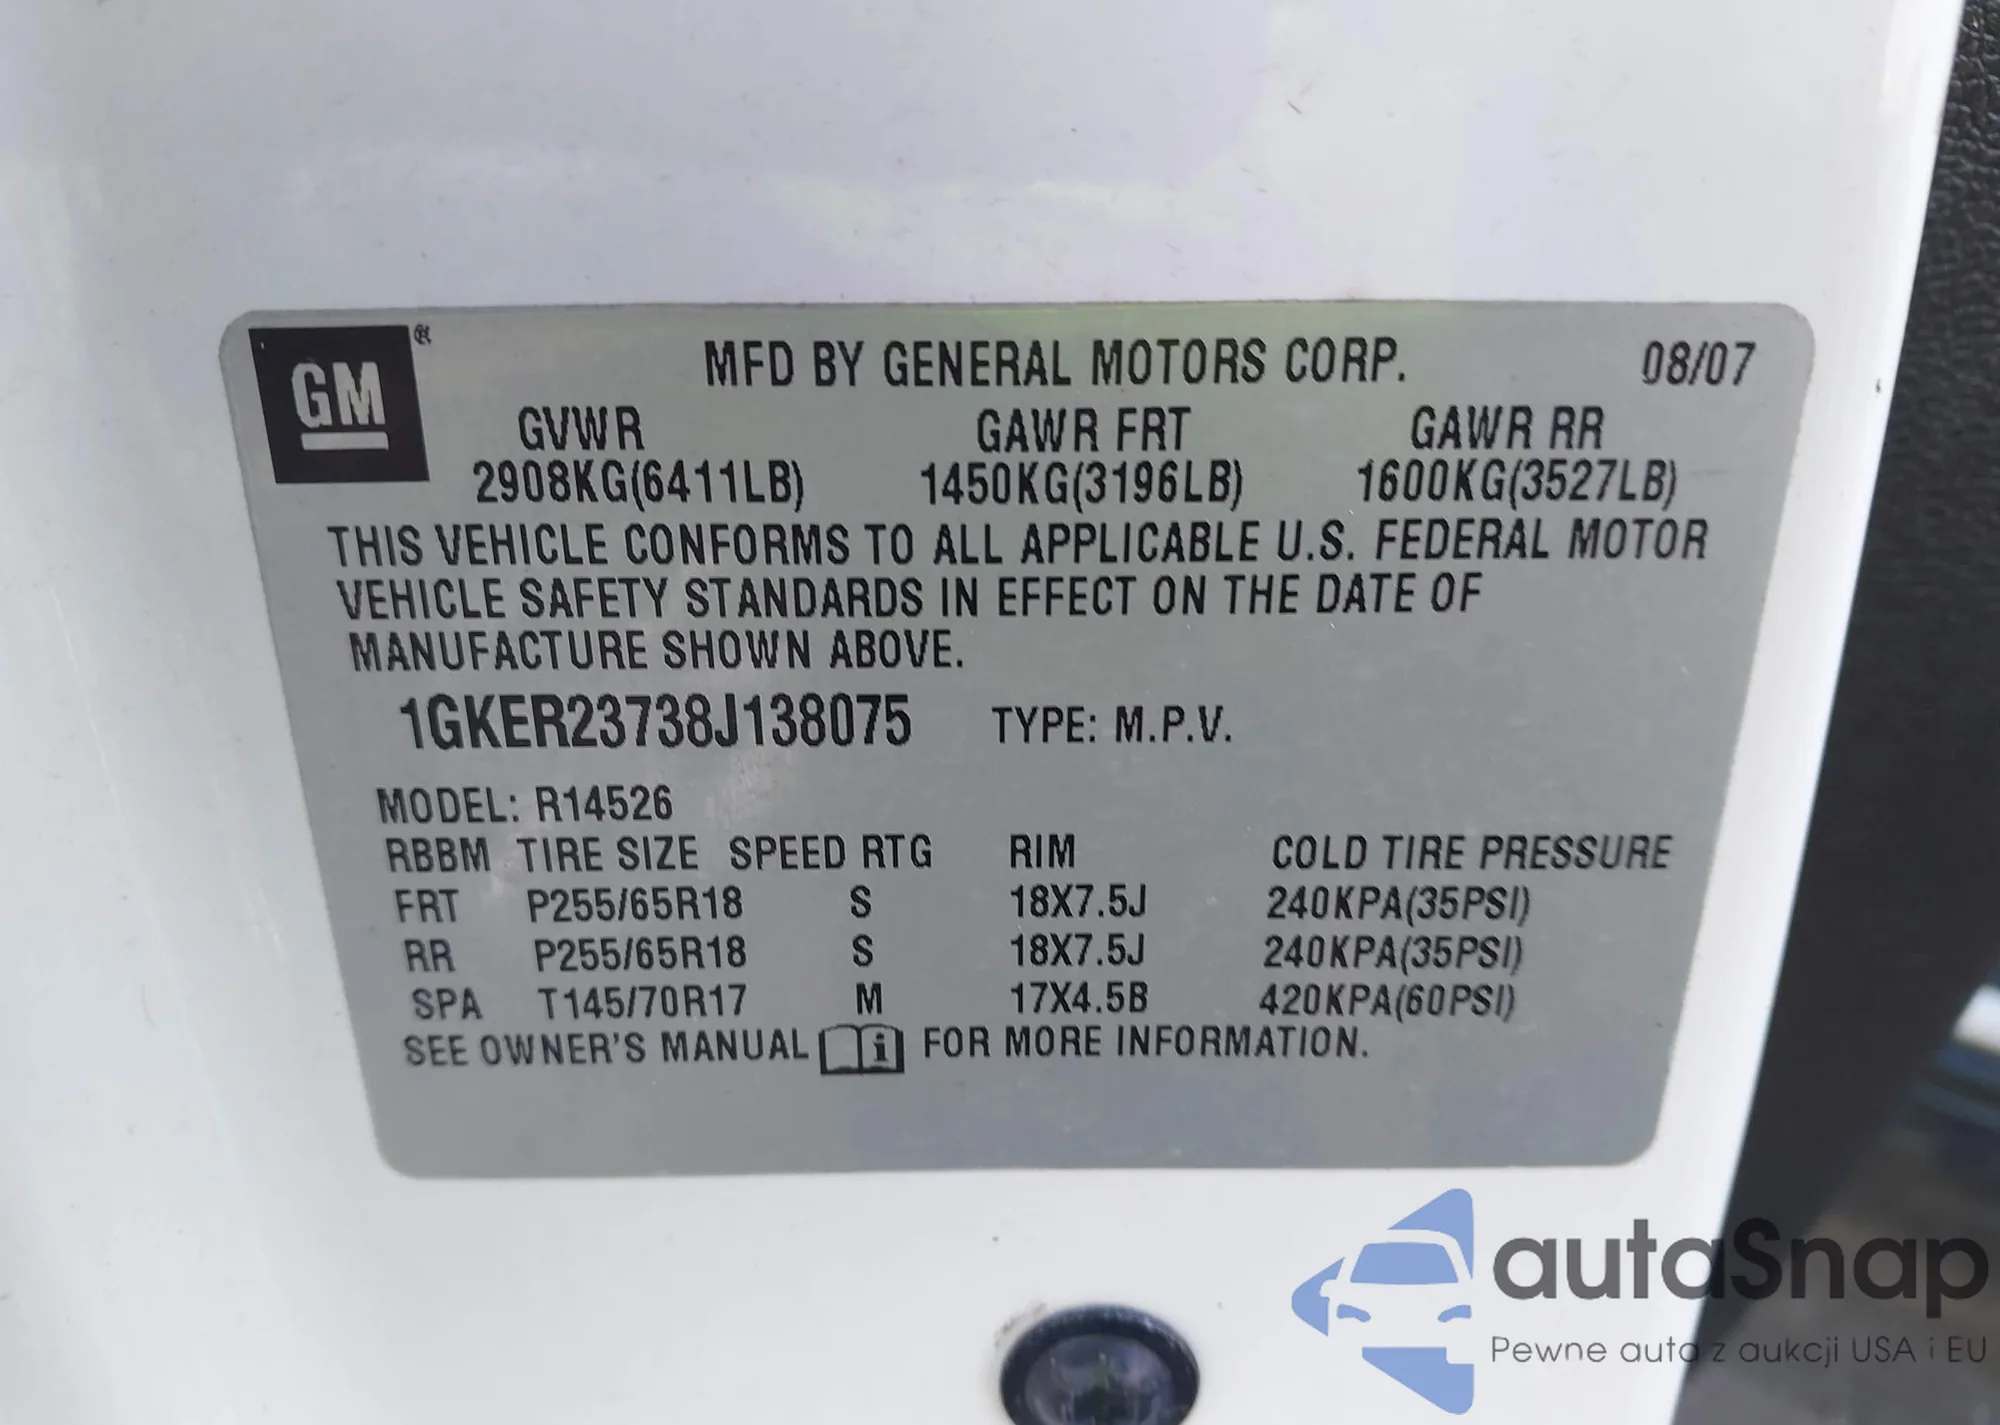 GM ®
MFD BY GENERAL MOTORS CORP. 08/07
GVWR GAWR FRT GAWR RR
2908KG(6411LB) 1450KG(3196LB) 1600KG(3527LB)
THIS VEHICLE CONFORMS TO ALL APPLICABLE U.S. FEDERAL MOTOR
VEHICLE SAFETY STANDARDS IN EFFECT ON THE DATE OF
MANUFACTURE SHOWN ABOVE.
1GKER23738J138075 TYPE: M.P.V.
MODEL: R14526
RBBM TIRE SIZE SPEED RTG RIM COLD TIRE PRESSURE
FRT P255/65R18 S 18X7.5J 240KPA(35PSI)
RR P255/65R18 S 18X7.5J 240KPA(35PSI)
SPA T145/70R17 M 17X4.5B 420KPA(60PSI)
SEE OWNER'S MANUAL i FOR MORE INFORMATION.
autaSnap
Pewne auta z aukcji USA i EU